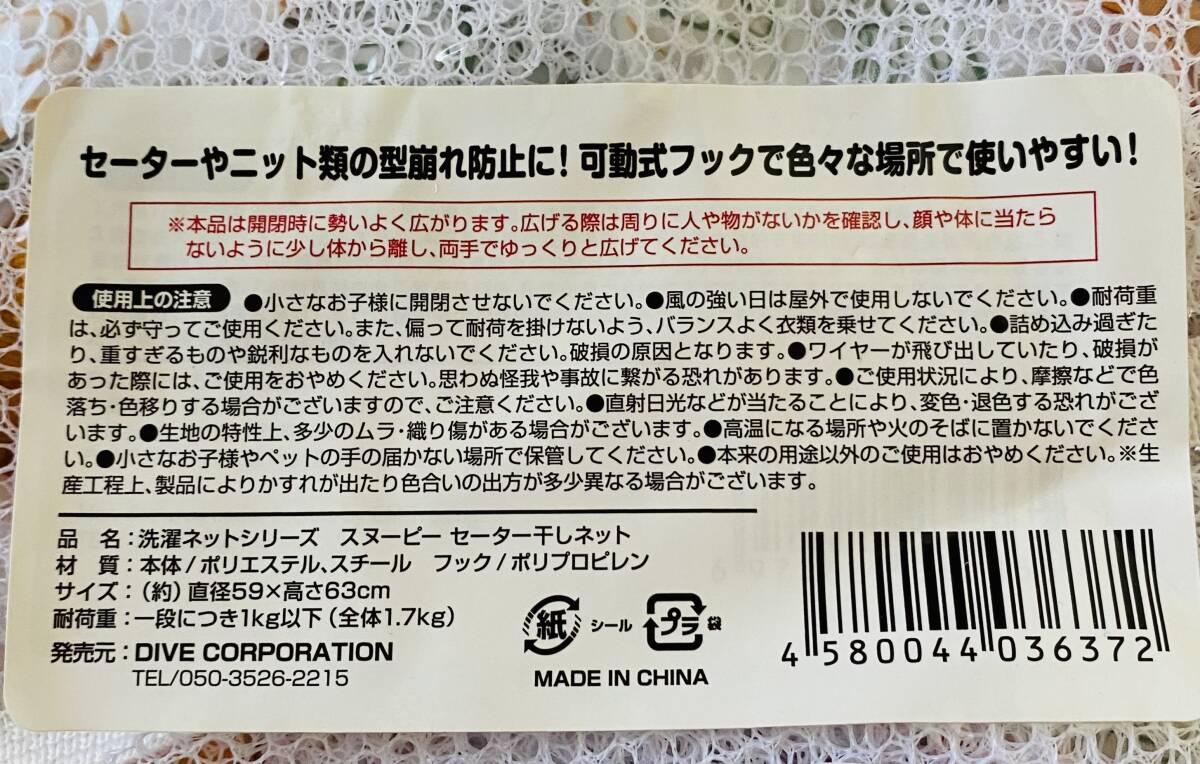 セーターやニット類の型崩れ防止に！可動式フックで色々な場所で使いやすい！
※本品は開閉時に勢いよく広がります。広げる際は周りに人や物がないかを確認し、顔や体に当たら
ないように少し体から離し、両手でゆっくりと広げてください。
使用上の注意 ●小さなお子様に開閉させないでください。●風の強い日は屋外で使用しないでください。●耐荷重
は、必ず守ってご使用ください。また、偏って耐荷を掛けないよう、バランスよく衣類を乗せてください。●詰め込み過ぎた
り、重すぎるものや鋭利なものを入れないでください。破損の原因となります。●ワイヤーが飛び出していたり、破損が
あった際には、ご使用をおやめください。思わぬ怪我や事故に繋がる恐れがあります。●ご使用状況により、摩擦などで色
落ち・色移りする場合がございますので、ご注意ください。●直射日光などが当たることにより、変色・退色する恐れがござ
います。●生地の特性上、多少のムラ・織り傷がある場合がございます。●高温になる場所や火のそばに置かないでくださ
い。●小さなお子様やペットの手の届かない場所で保管してください。●本来の用途以外のご使用はおやめください。※生
産工程上、製品によりかすれが出たり色合いの出方が多少異なる場合がございます。
品 名：洗濯ネットシリーズ スヌーピー セーター干しネット
材 質：本体/ポリエステル、スチール フック/ポリプロピレン
サイズ：（約）直径59×高さ63cm
耐荷重：一段につき1kg以下（全体1.7kg）
発売元：DIVE CORPORATION
TEL/050-3526-2215
紙 シール プラ 袋
MADE IN CHINA
4 580044 036372